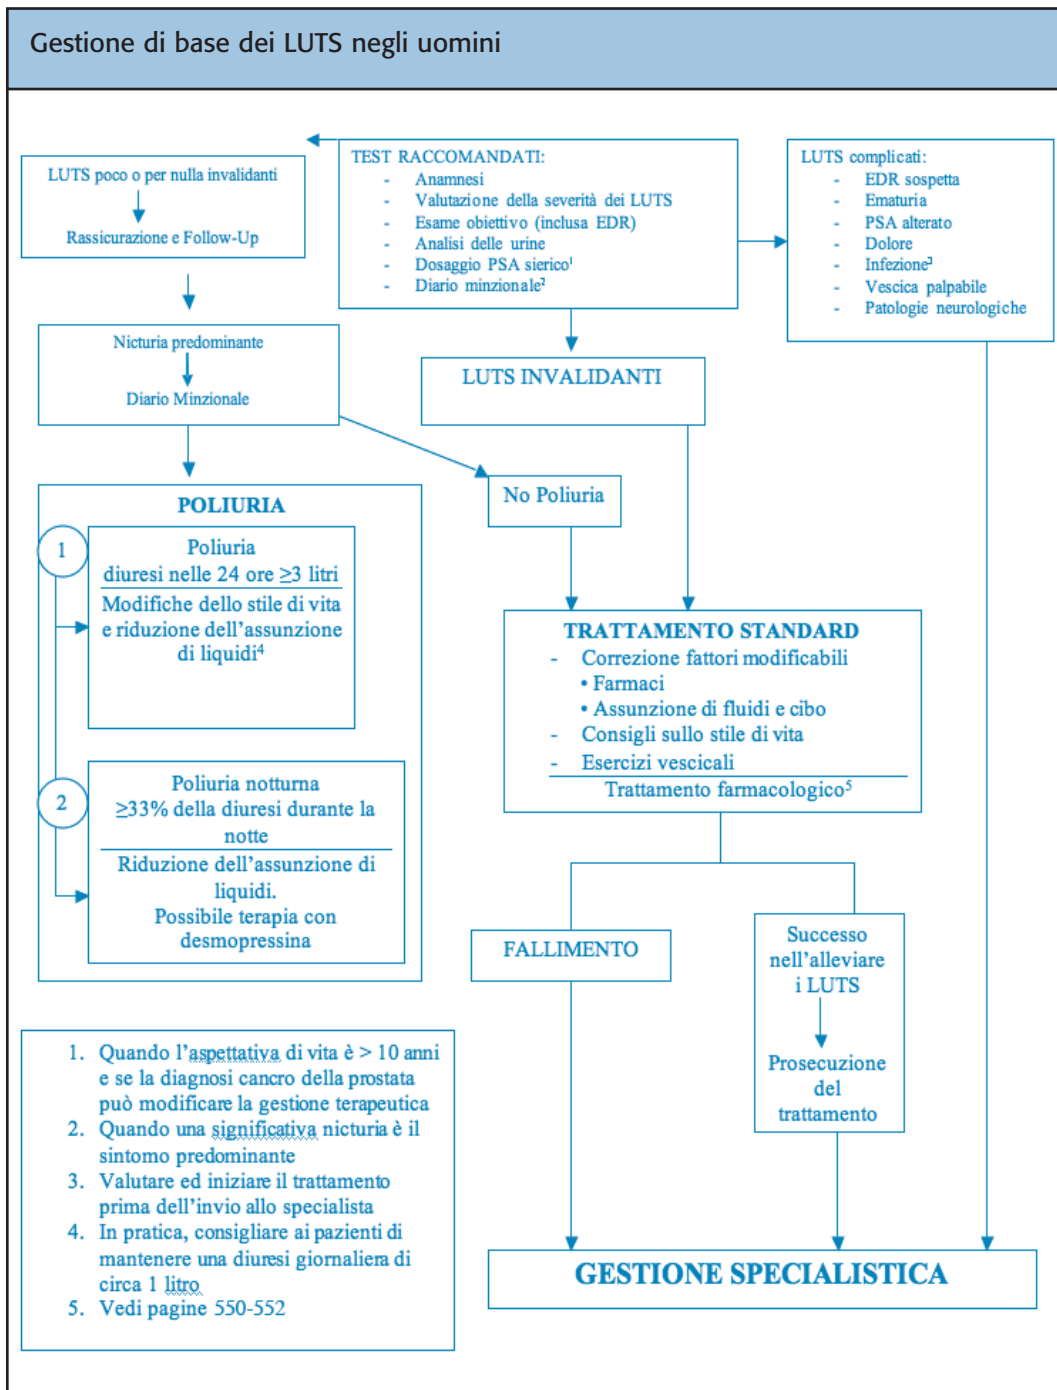 Gestione di base dei LUTS negli uomini
LUTS poco o per nulla invalidanti
Rassicurazione e Follow-Up
TEST RACCOMANDATI:
- Anamnesi
- Valutazione della severità dei LUTS
- Esame obiettivo (inclusa EDR)
- Analisi delle urine
- Dosaggio PSA sierico¹
- Diario minzionale²
LUTS complicati:
- EDR sospetta
- Ematuria
- PSA alterato
- Dolore
- Infezione³
- Vescica palpabile
- Patologie neurologiche
Nicturia predominante
Diario Minzionale
LUTS INVALIDANTI
No Poliuria
POLIURIA
1
Poliuria
diuresi nelle 24 ore ≥3 litri
Modifiche dello stile di vita
e riduzione dell'assunzione
di liquidi⁴
2
Poliuria notturna
≥33% della diuresi durante la
notte
Riduzione dell'assunzione di
liquidi.
Possibile terapia con
desmopressina
TRATTAMENTO STANDARD
- Correzione fattori modificabili
• Farmaci
• Assunzione di fluidi e cibo
- Consigli sullo stile di vita
- Esercizi vescicali
Trattamento farmacologico⁵
FALLIMENTO
Successo
nell'alleviare
i LUTS
Prosecuzione
del
trattamento
GESTIONE SPECIALISTICA
1. Quando l'aspettativa di vita è > 10 anni
e se la diagnosi cancro della prostata
può modificare la gestione terapeutica
2. Quando una significativa nicturia è il
sintomo predominante
3. Valutare ed iniziare il trattamento
prima dell'invio allo specialista
4. In pratica, consigliare ai pazienti di
mantenere una diuresi giornaliera di
circa 1 litro
5. Vedi pagine 550-552